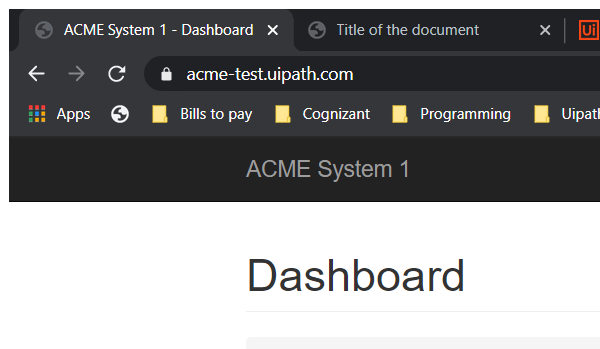 ACME System 1 - Dashboard Title of the document Ui
acme-test.uipath.com
Apps Bills to pay Cognizant Programming Uipath
ACME System 1
Dashboard